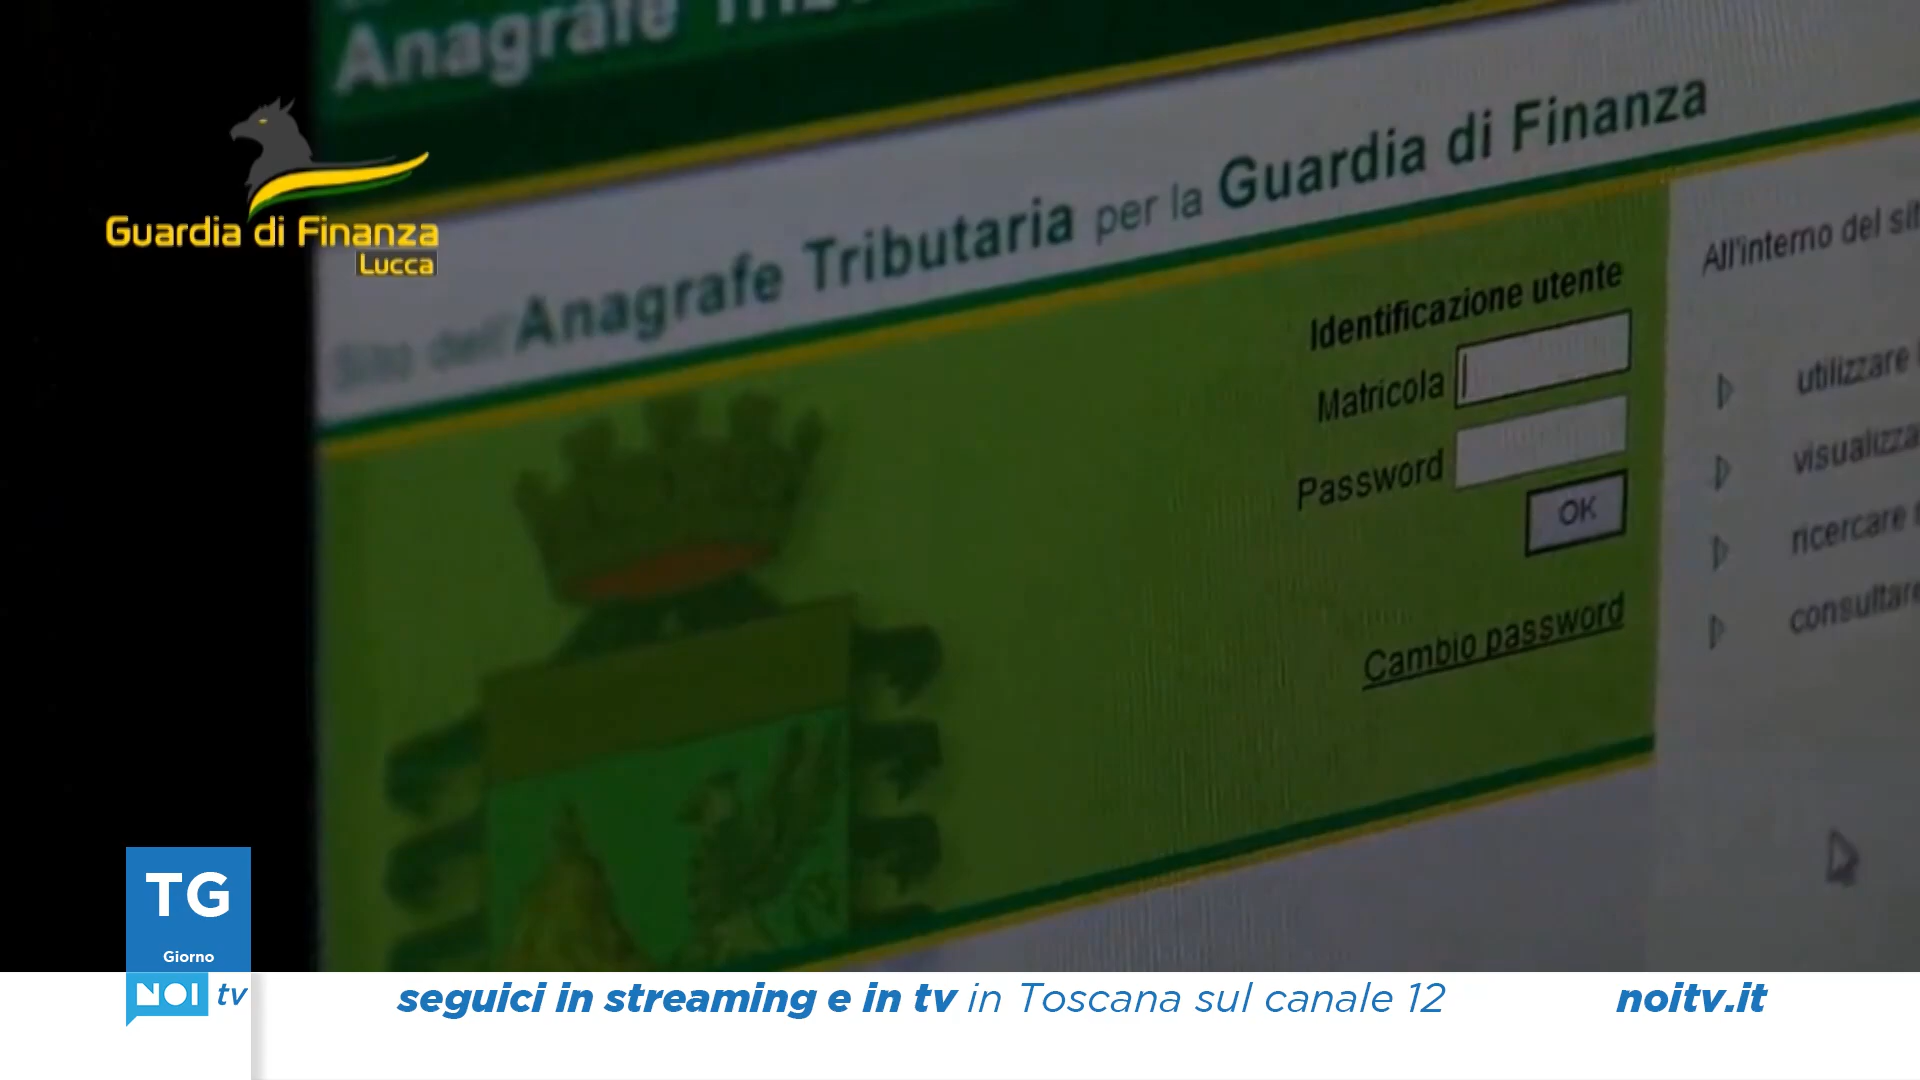 Anagrafe
Sito dell'Anagrafe Tributaria per la Guardia di Finanza
Guardia di Finanza
Lucca
Identificazione utente
Matricola
Password
OK
Cambio password
All'interno del
utilizzare
ricercare
consultare
TG
Giorno
NOI tv
seguici in streaming e in tv in Toscana sul canale 12
noitv.it